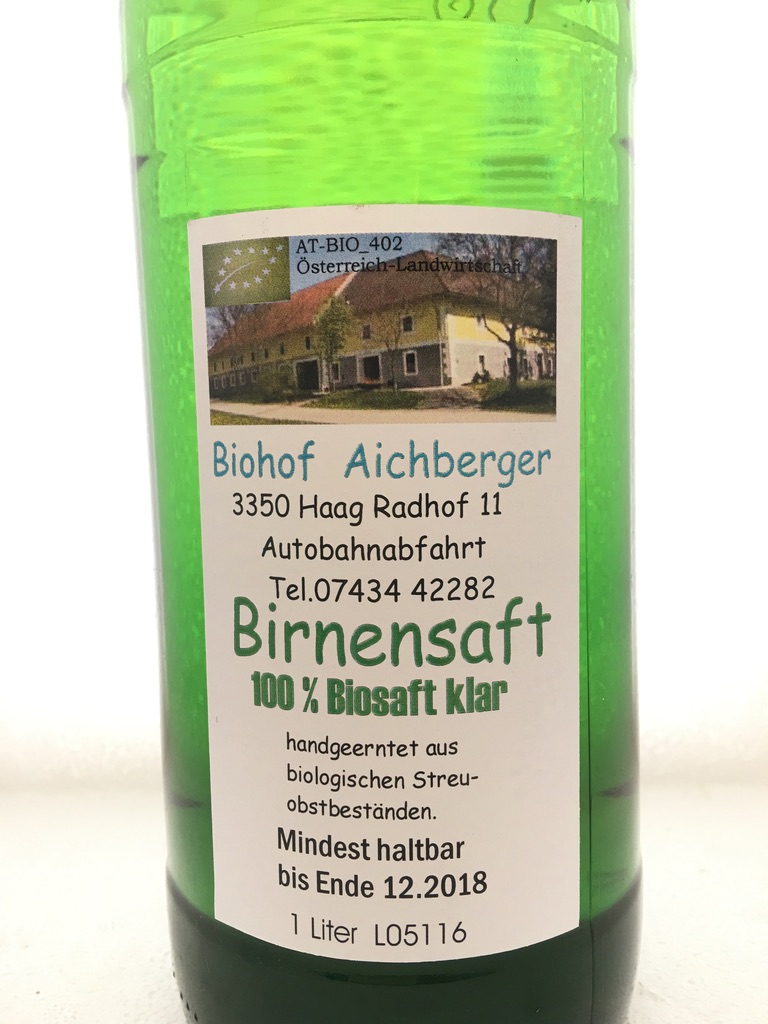 AT-BIO_402
Österreich-Landwirtschaft
Biohof Aichberger
3350 Haag Radhof 11
Autobahnabfahrt
Tel.07434 42282
Birnensaft
100 % Biosaft klar
handgeerntet aus
biologischen Streu-
obstbeständen.
Mindest haltbar
bis Ende 12.2018
1 Liter L05116